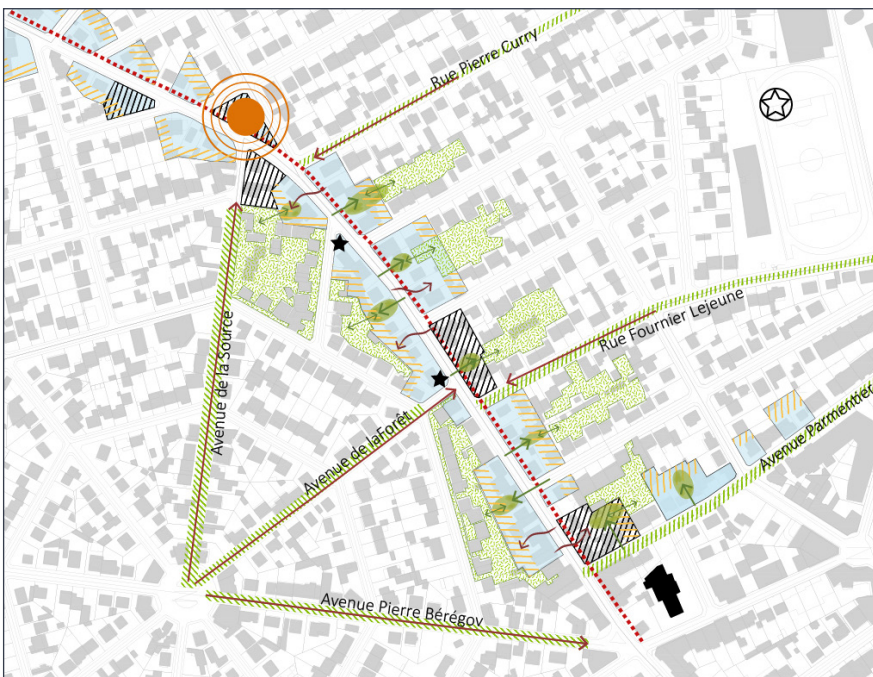 Rue Pierre Curry
Rue Fournier Lejeune
Avenue de la Source
Avenue de laForêt
Avenue Parmentier
Avenue Pierre Bérégov